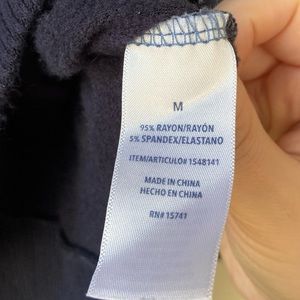 M
95% RAYON/RAYÓN
5% SPANDEX/ELASTANO
ITEM/ARTICULO# 1548141
MADE IN CHINA
HECHO EN CHINA
RN# 15741